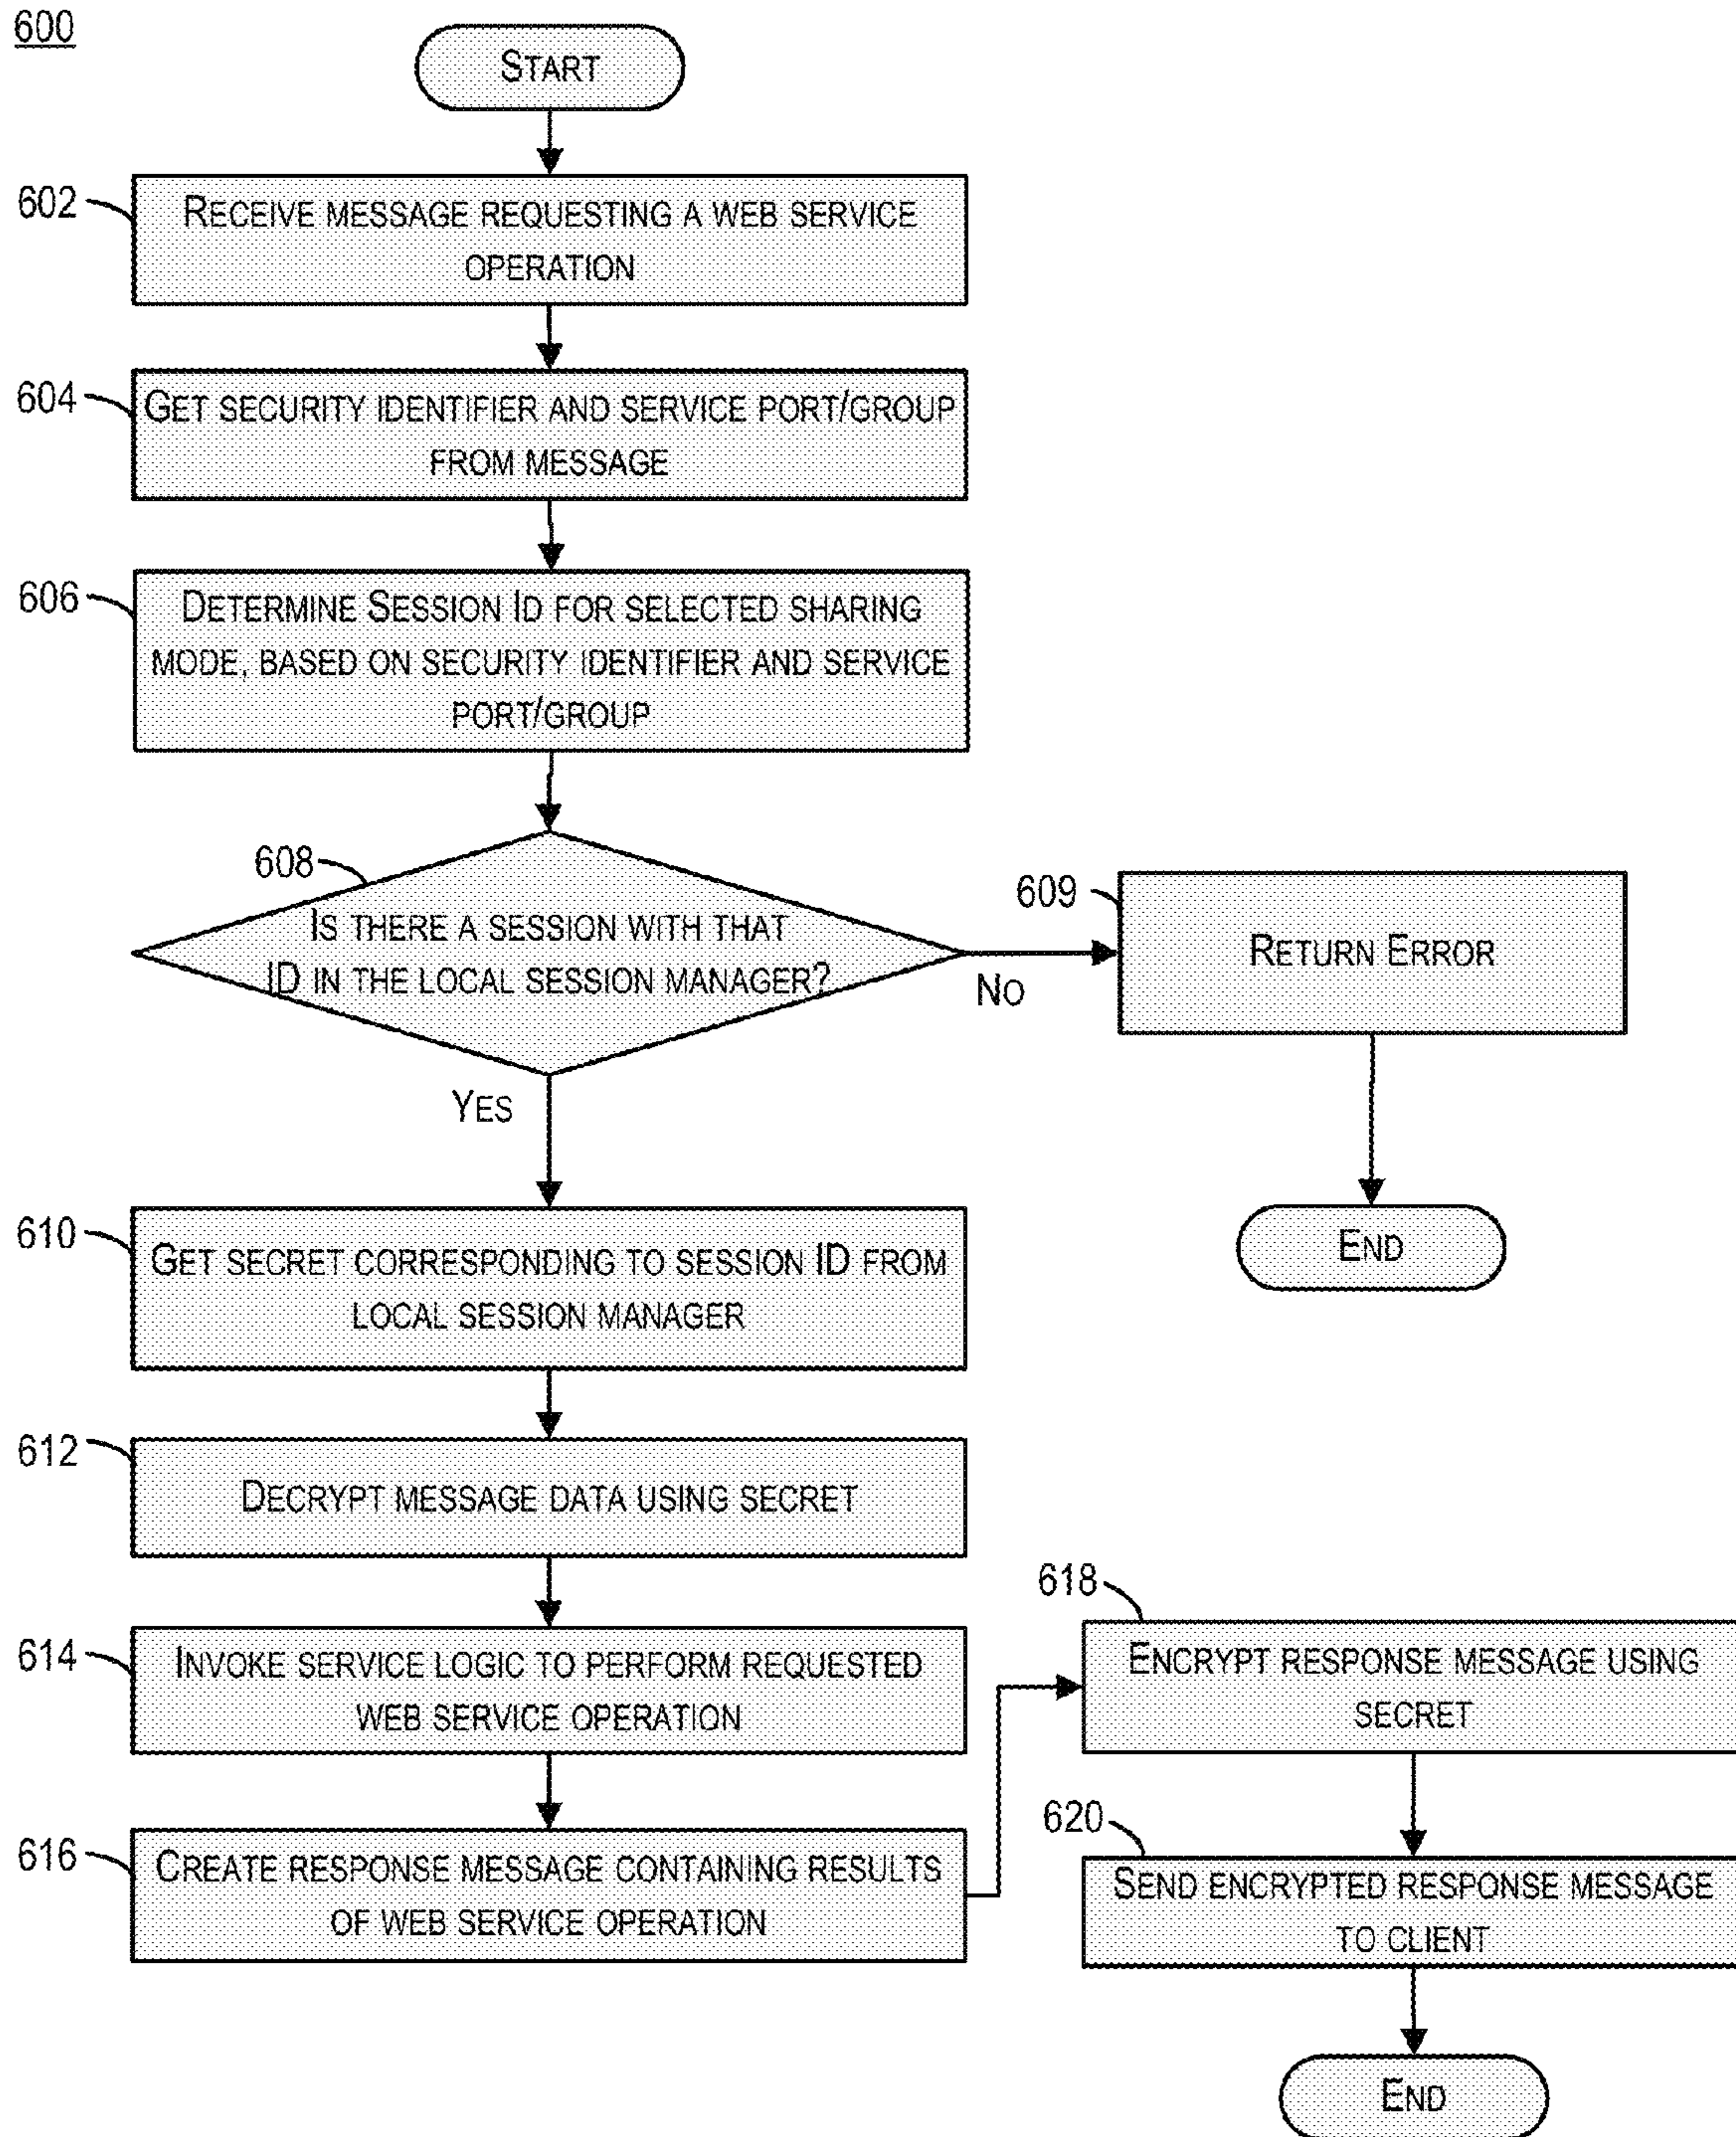 600
START
602
RECEIVE MESSAGE REQUESTING A WEB SERVICE
OPERATION
604
GET SECURITY IDENTIFIER AND SERVICE PORT/GROUP
FROM MESSAGE
606
DETERMINE SESSION ID FOR SELECTED SHARING
MODE, BASED ON SECURITY IDENTIFIER AND SERVICE
PORT/GROUP
608
IS THERE A SESSION WITH THAT
ID IN THE LOCAL SESSION MANAGER?
NO
609
RETURN ERROR
END
YES
610
GET SECRET CORRESPONDING TO SESSION ID FROM
LOCAL SESSION MANAGER
612
DECRYPT MESSAGE DATA USING SECRET
614
INVOKE SERVICE LOGIC TO PERFORM REQUESTED
WEB SERVICE OPERATION
616
CREATE RESPONSE MESSAGE CONTAINING RESULTS
OF WEB SERVICE OPERATION
618
ENCRYPT RESPONSE MESSAGE USING
SECRET
620
SEND ENCRYPTED RESPONSE MESSAGE
TO CLIENT
END